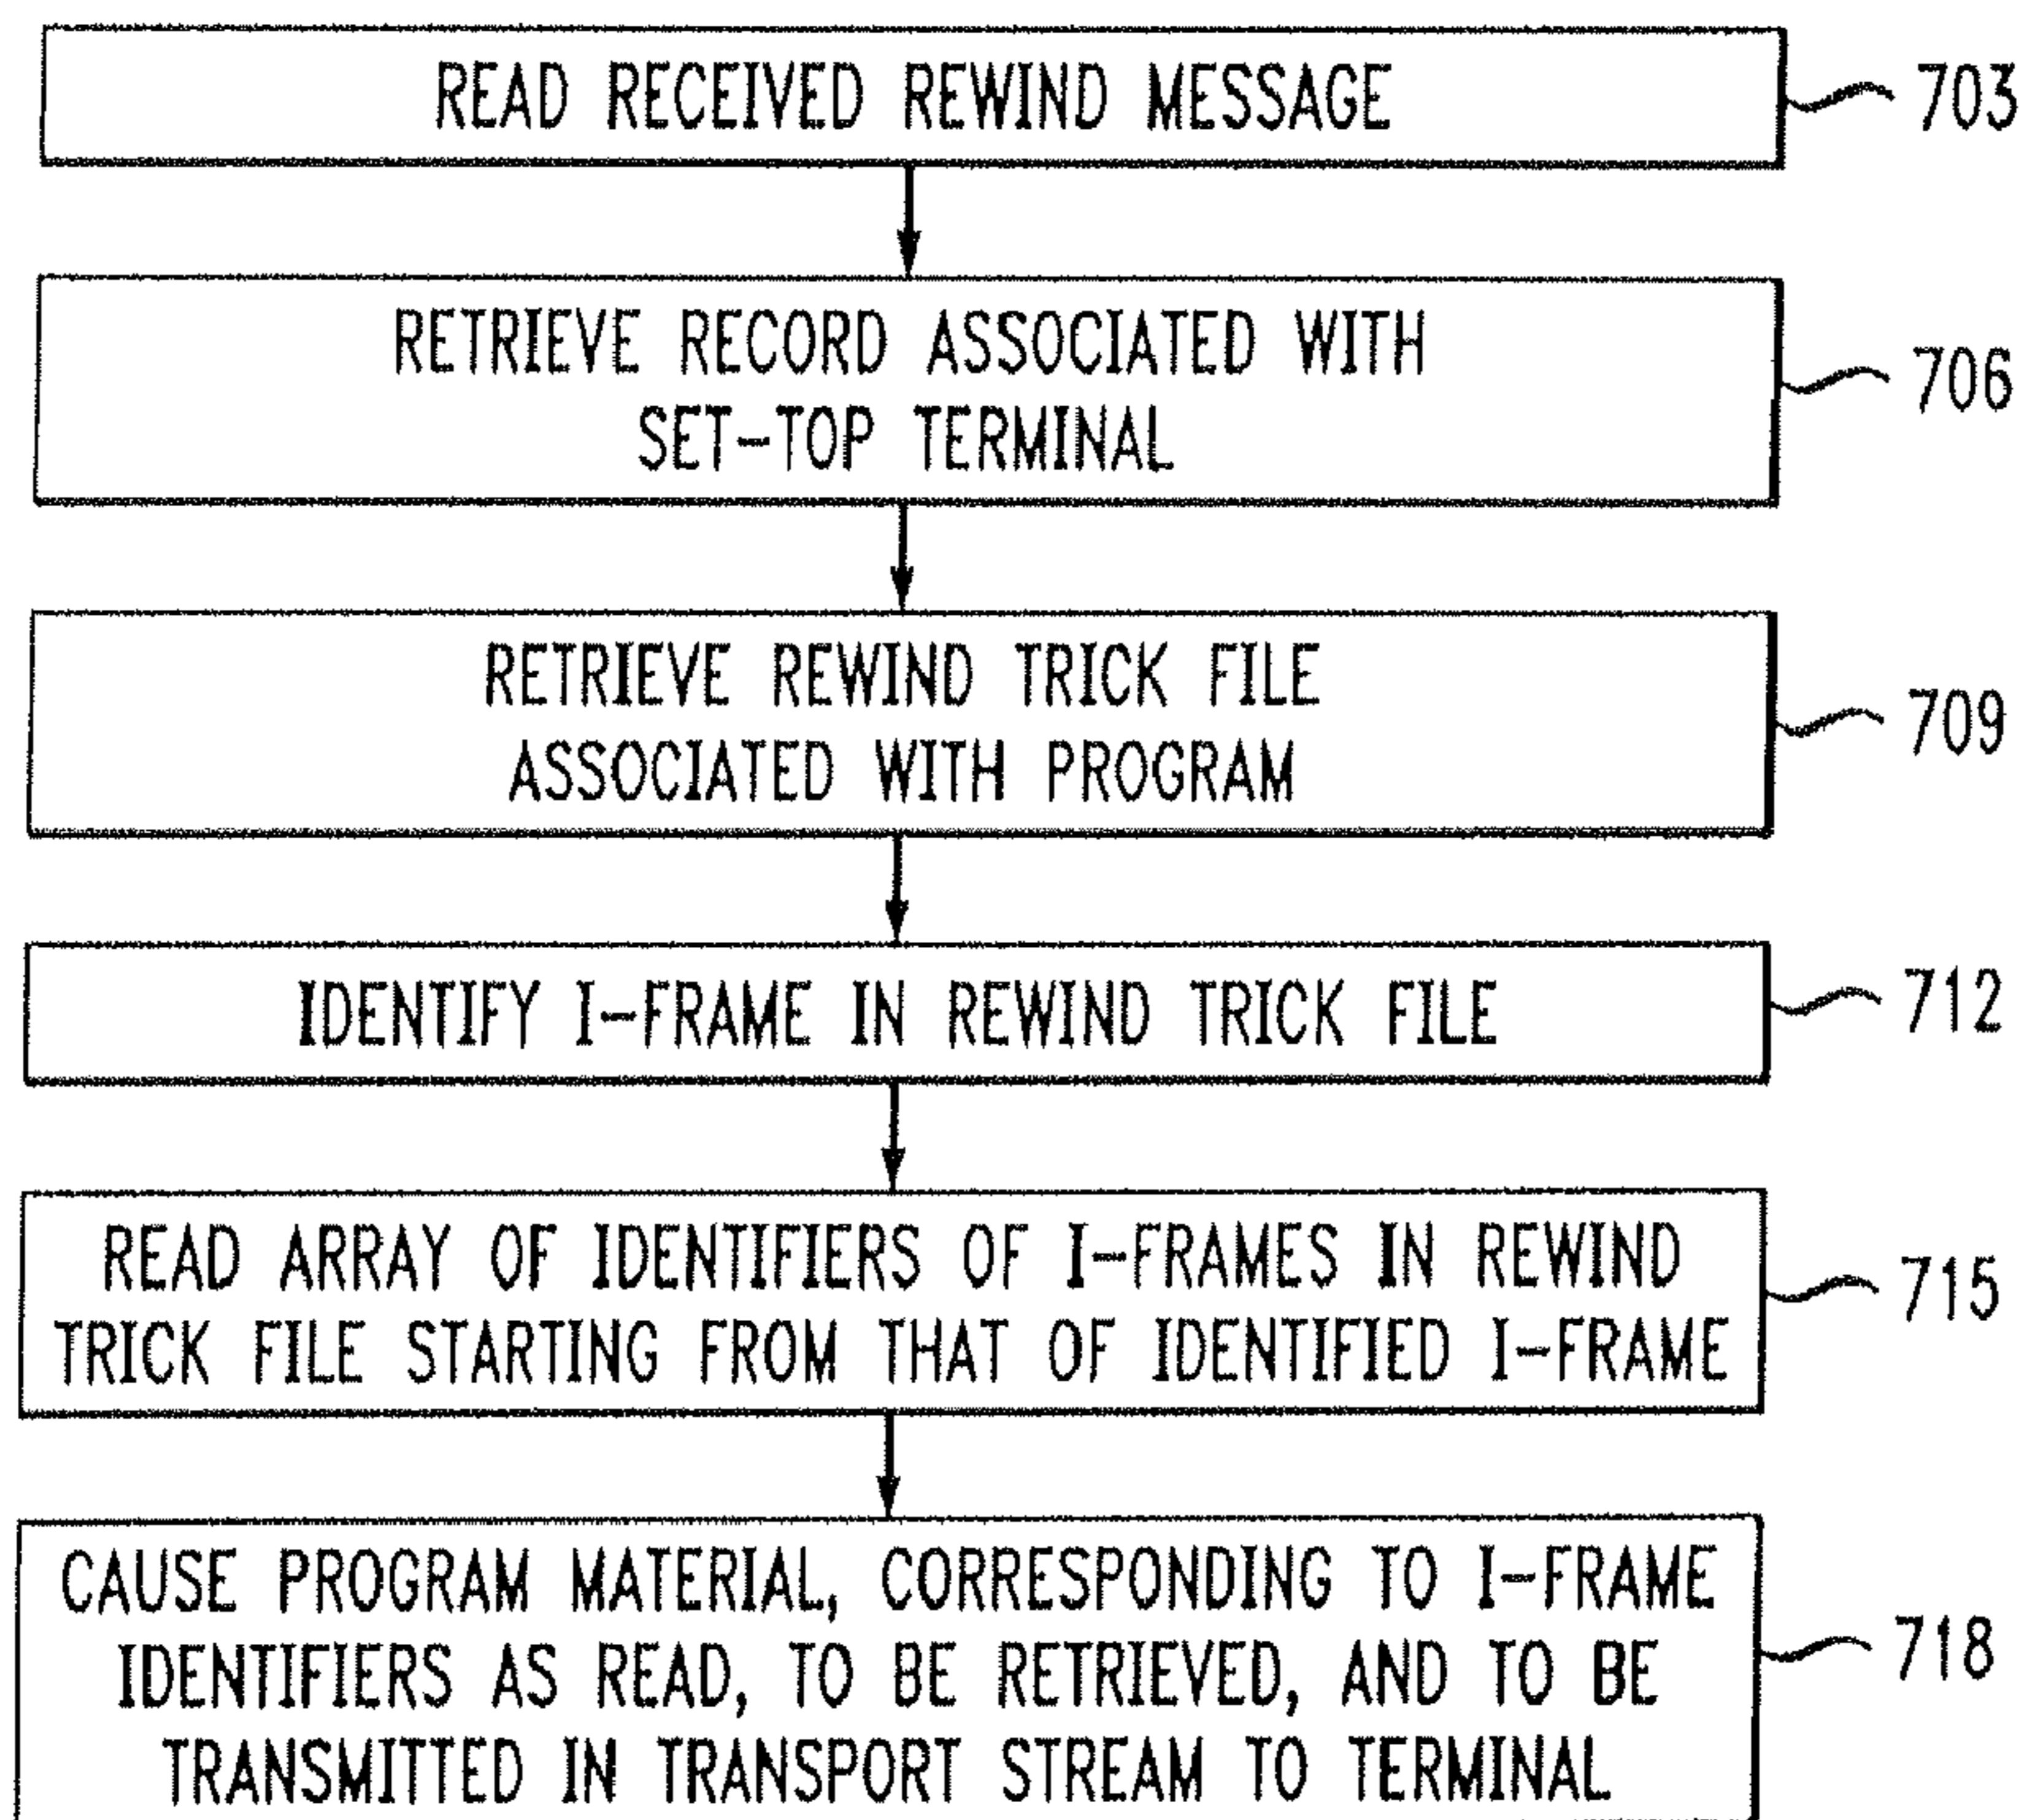 READ RECEIVED REWIND MESSAGE
703
RETRIEVE RECORD ASSOCIATED WITH
SET-TOP TERMINAL
706
RETRIEVE REWIND TRICK FILE
ASSOCIATED WITH PROGRAM
709
IDENTIFY I-FRAME IN REWIND TRICK FILE
712
READ ARRAY OF IDENTIFIERS OF I-FRAMES IN REWIND
TRICK FILE STARTING FROM THAT OF IDENTIFIED I-FRAME
715
CAUSE PROGRAM MATERIAL, CORRESPONDING TO I-FRAME
IDENTIFIERS AS READ, TO BE RETRIEVED, AND TO BE
TRANSMITTED IN TRANSPORT STREAM TO TERMINAL
718